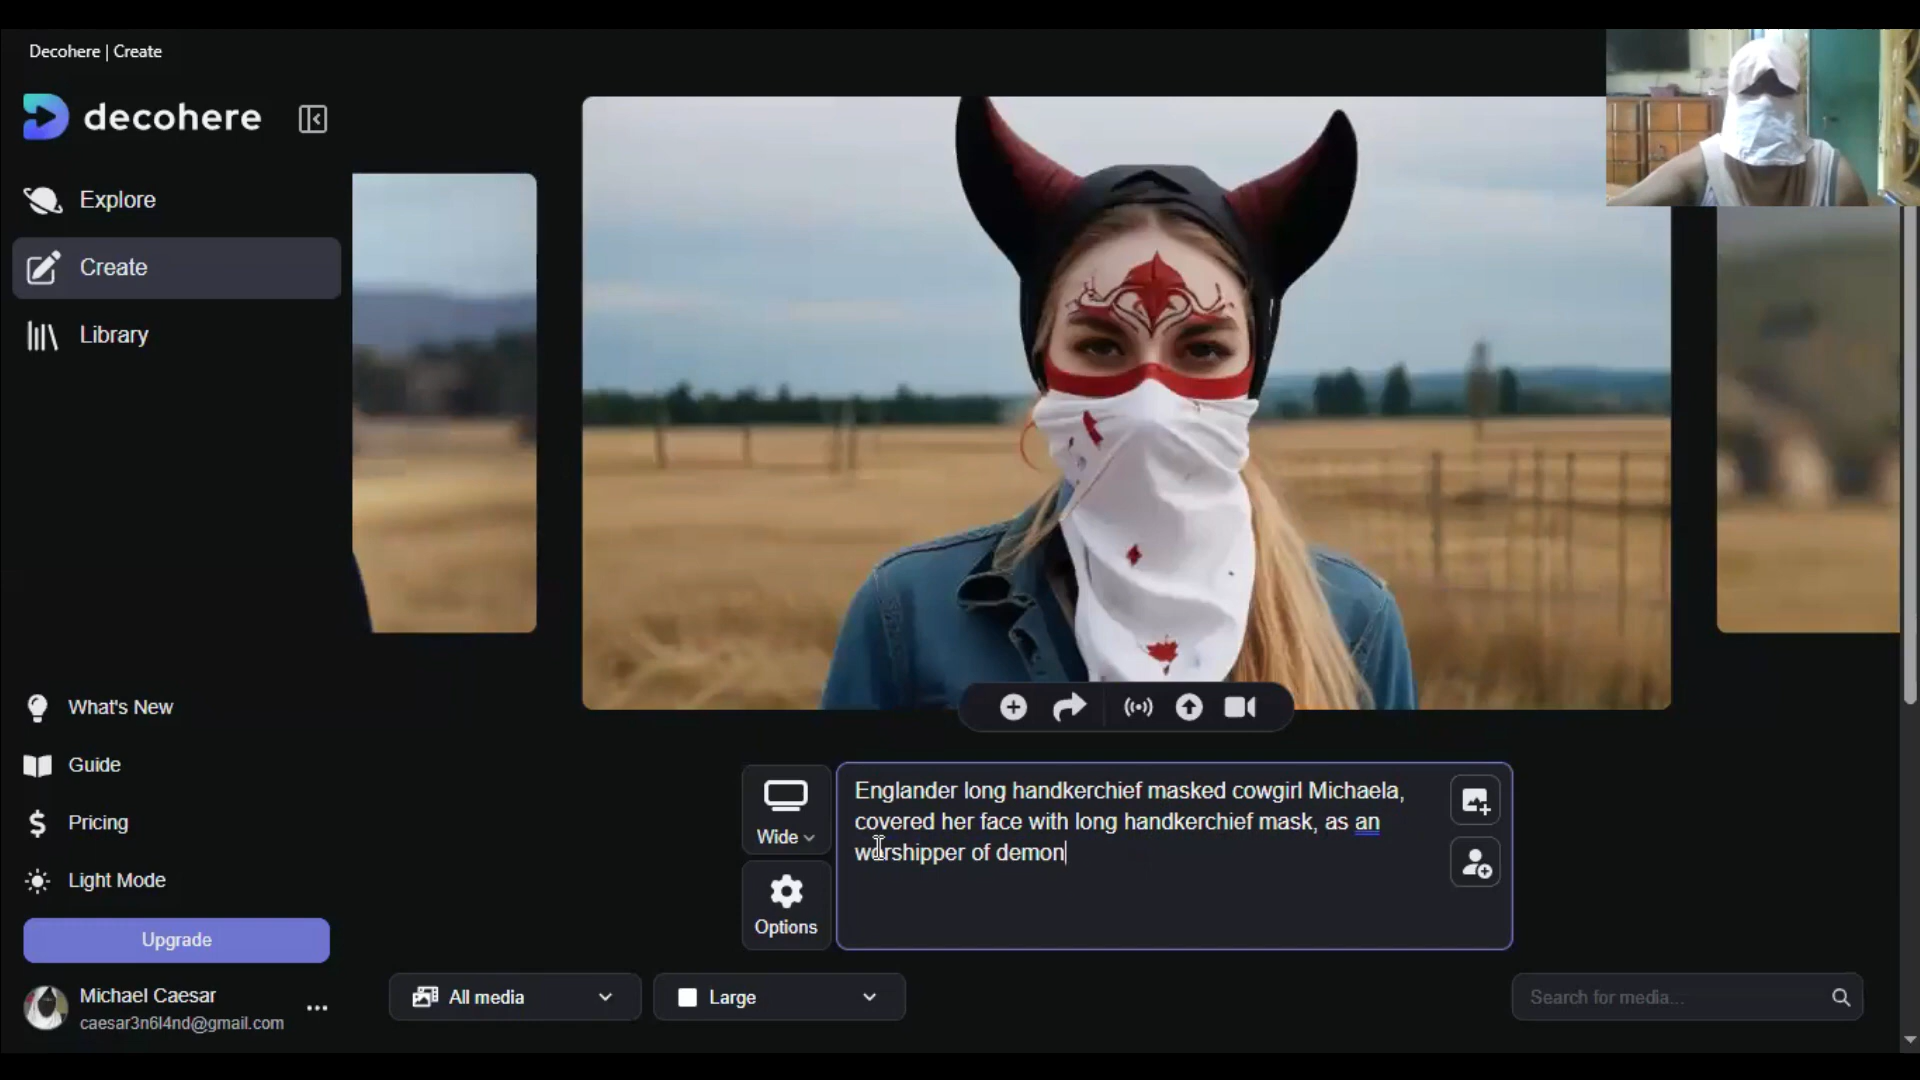 Decohere | Create
decohere
Explore
Create
Library
What's New
Guide
Pricing
Light Mode
Upgrade
Michael Caesar
caesar3n6l4nd@gmail.com
Wide
Options
Englander long handkerchief masked cowgirl Michaela,
covered her face with long handkerchief mask, as an
worshipper of demon
All media
Large
Search for media...